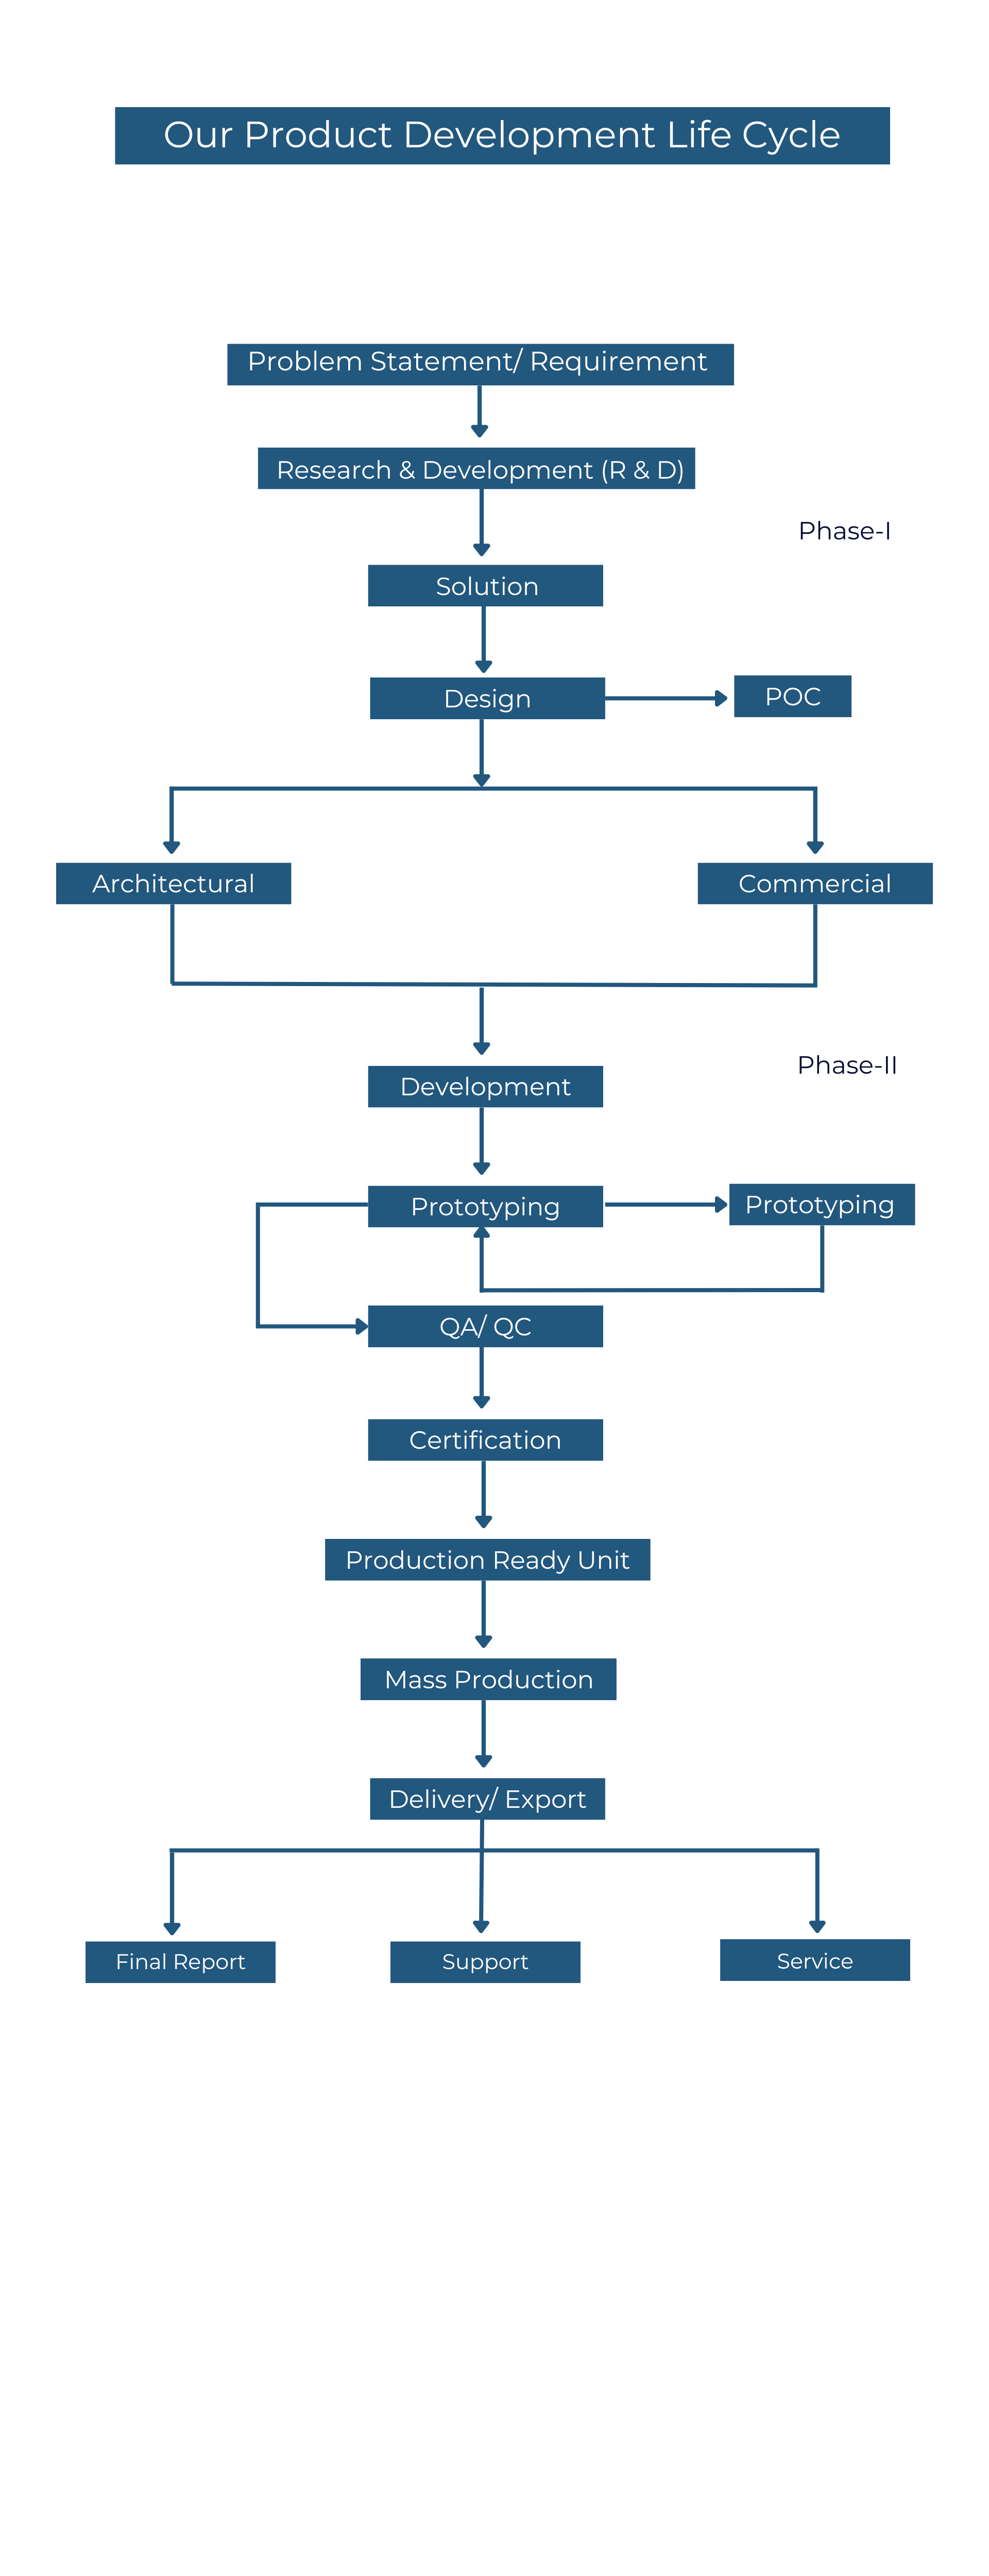 Our Product Development Life Cycle
Problem Statement/ Requirement
Research & Development (R & D)
Phase-I
Solution
Design
POC
Architectural
Commercial
Phase-II
Development
Prototyping
Prototyping
QA/ QC
Certification
Production Ready Unit
Mass Production
Delivery/ Export
Final Report
Support
Service